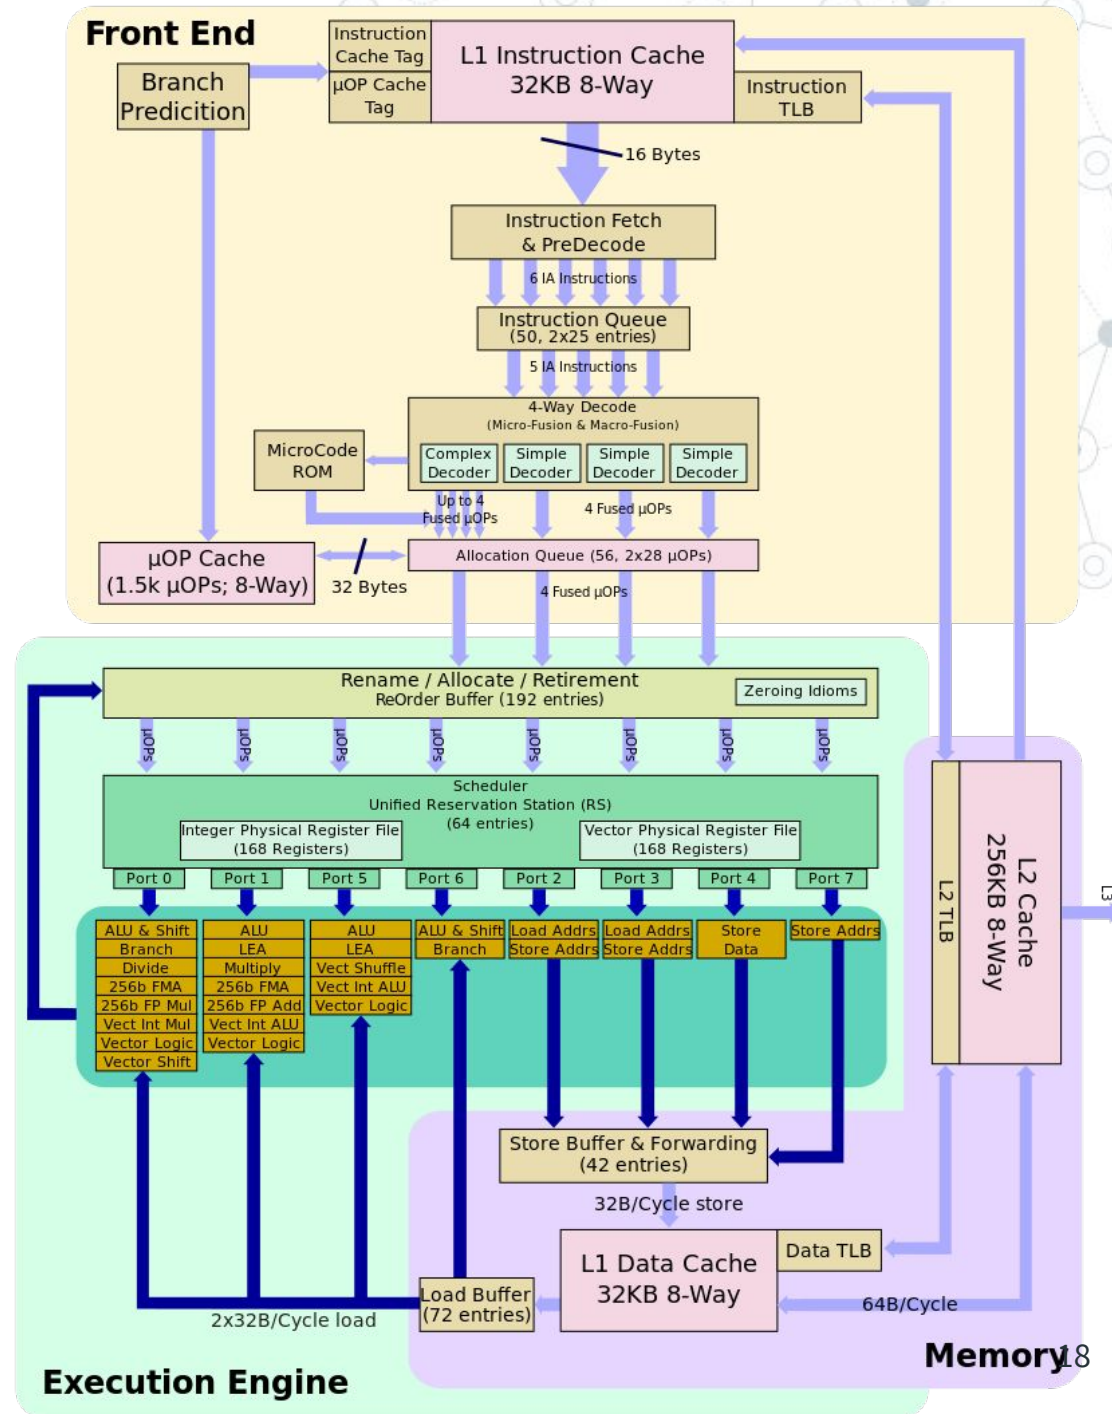 Front End
Branch
Predicition
Instruction
Cache Tag
µOP Cache
Tag
L1 Instruction Cache
32KB 8-Way
Instruction
TLB
16 Bytes
Instruction Fetch
& PreDecode
6 IA Instructions
Instruction Queue
(50, 2x25 entries)
5 IA Instructions
4-Way Decode
(Micro-Fusion & Macro-Fusion)
MicroCode
ROM
Complex
Decoder
Simple
Decoder
Simple
Decoder
Simple
Decoder
Up to 4
Fused µOPs
4 Fused µOPs
µOP Cache
(1.5k µOPs; 8-Way)
32 Bytes
Allocation Queue (56, 2x28 µOPs)
4 Fused µOPs
Rename / Allocate / Retirement
ReOrder Buffer (192 entries)
Zeroing Idioms
µOPs
µOPs
µOPs
µOPs
µOPs
µOPs
µOPs
µOPs
Scheduler
Unified Reservation Station (RS)
(64 entries)
Integer Physical Register File
(168 Registers)
Vector Physical Register File
(168 Registers)
Port 0
Port 1
Port 5
Port 6
Port 2
Port 3
Port 4
Port 7
ALU & Shift
Branch
Divide
256b FMA
256b FP Mul
Vect Int Mul
Vector Logic
Vector Shift
ALU
LEA
Multiply
256b FMA
256b FP Add
Vect Int ALU
Vector Logic
ALU
LEA
Vect Shuffle
Vect Int ALU
Vector Logic
ALU & Shift
Branch
Load Addrs
Store Addrs
Load Addrs
Store Addrs
Store
Data
Store Addrs
L2 TLB
L2 Cache
256KB 8-Way
L3
Store Buffer & Forwarding
(42 entries)
32B/Cycle store
L1 Data Cache
32KB 8-Way
Data TLB
Load Buffer
(72 entries)
64B/Cycle
2x32B/Cycle load
Memory
18
Execution Engine